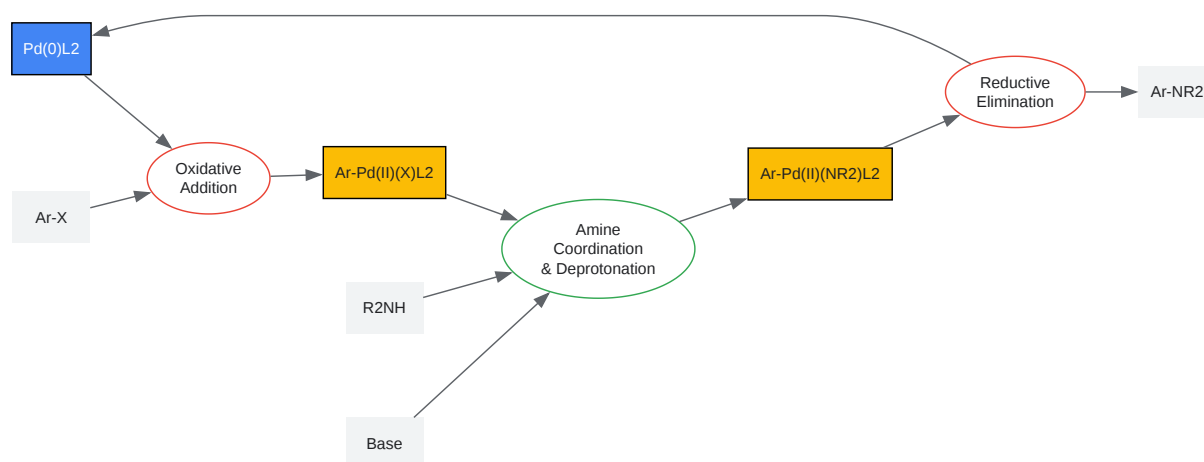 Pd(0)L2
Oxidative
Addition
Ar-X
Ar-Pd(II)(X)L2
Amine
Coordination
& Deprotonation
R2NH
Base
Ar-Pd(II)(NR2)L2
Reductive
Elimination
Ar-NR2